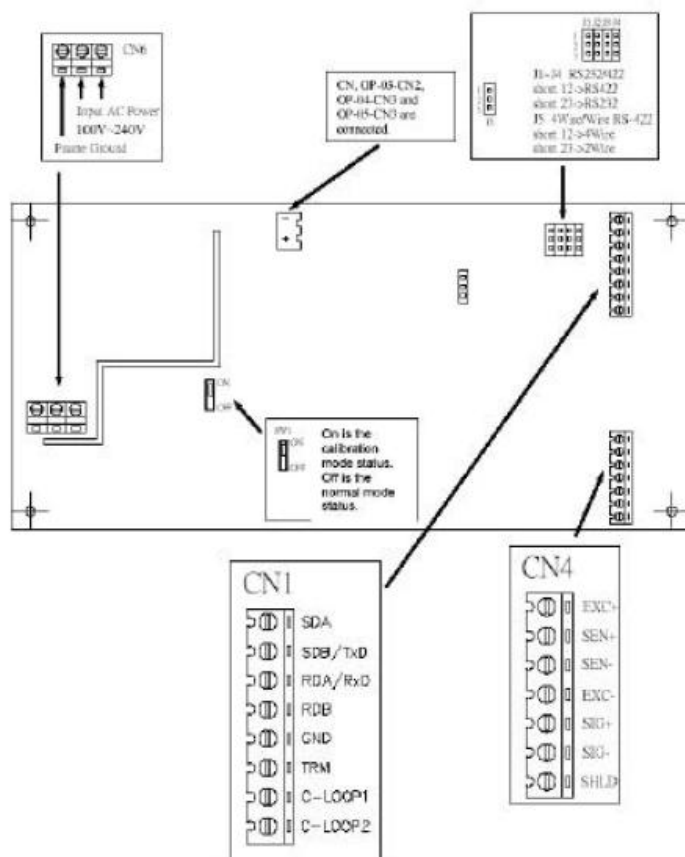 CN6
Input AC Power
100V~240V
Frame Ground
CN, OP-03-CN2,
OP-04-CN3 and
OP-05-CN3 are
connected.
J1 J2 J3 J4
J1-J4 RS232/422
short 12->RS422
short 23->RS232
J5 4Wire/Wire RS-422
short 12->4Wire
short 23->2Wire
-
+
ON
OFF
ON
OFF
On is the
calibration
mode status.
Off is the
normal mode
status.
CN1
SDA
SDB/TxD
RDA/RxD
RDB
GND
TRM
C-LOOP1
C-LOOP2
CN4
EXC+
SEN+
SEN-
EXC-
SIG+
SIG-
SHLD